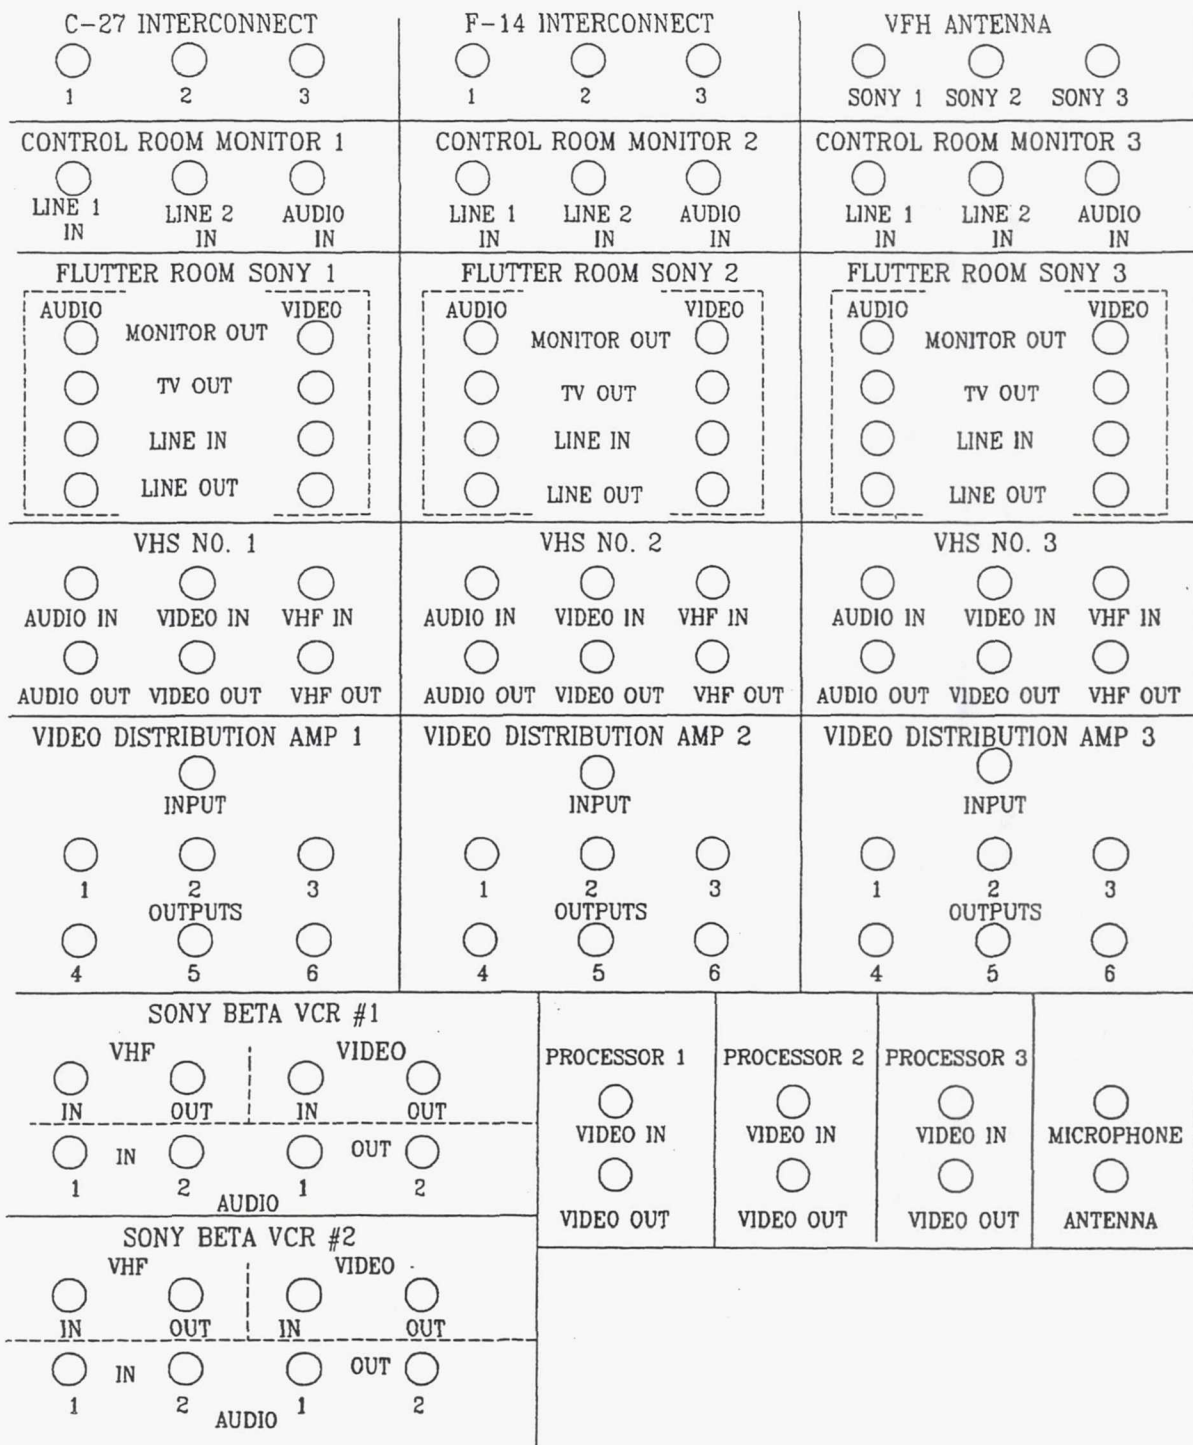 C-27 INTERCONNECT
1 2 3
F-14 INTERCONNECT
1 2 3
VFH ANTENNA
SONY 1 SONY 2 SONY 3
CONTROL ROOM MONITOR 1
LINE 1 LINE 2 AUDIO
IN IN IN
CONTROL ROOM MONITOR 2
LINE 1 LINE 2 AUDIO
IN IN IN
CONTROL ROOM MONITOR 3
LINE 1 LINE 2 AUDIO
IN IN IN
FLUTTER ROOM SONY 1
AUDIO VIDEO
MONITOR OUT
TV OUT
LINE IN
LINE OUT
FLUTTER ROOM SONY 2
AUDIO VIDEO
MONITOR OUT
TV OUT
LINE IN
LINE OUT
FLUTTER ROOM SONY 3
AUDIO VIDEO
MONITOR OUT
TV OUT
LINE IN
LINE OUT
VHS NO. 1
AUDIO IN VIDEO IN VHF IN
AUDIO OUT VIDEO OUT VHF OUT
VHS NO. 2
AUDIO IN VIDEO IN VHF IN
AUDIO OUT VIDEO OUT VHF OUT
VHS NO. 3
AUDIO IN VIDEO IN VHF IN
AUDIO OUT VIDEO OUT VHF OUT
VIDEO DISTRIBUTION AMP 1
INPUT
1 2 3
OUTPUTS
4 5 6
VIDEO DISTRIBUTION AMP 2
INPUT
1 2 3
OUTPUTS
4 5 6
VIDEO DISTRIBUTION AMP 3
INPUT
1 2 3
OUTPUTS
4 5 6
SONY BETA VCR #1
VHF VIDEO
IN OUT IN OUT
IN OUT
1 2 1 2
AUDIO
PROCESSOR 1
VIDEO IN
VIDEO OUT
PROCESSOR 2
VIDEO IN
VIDEO OUT
PROCESSOR 3
VIDEO IN
VIDEO OUT
MICROPHONE
ANTENNA
SONY BETA VCR #2
VHF VIDEO
IN OUT IN OUT
IN OUT
1 2 1 2
AUDIO